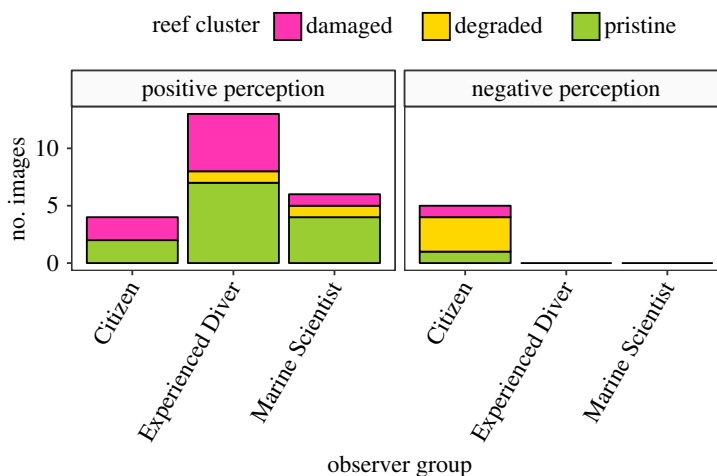 reef cluster damaged degraded pristine
positive perception negative perception
no. images
10
5
0
Citizen
Experienced Diver
Marine Scientist
Citizen
Experienced Diver
Marine Scientist
observer group